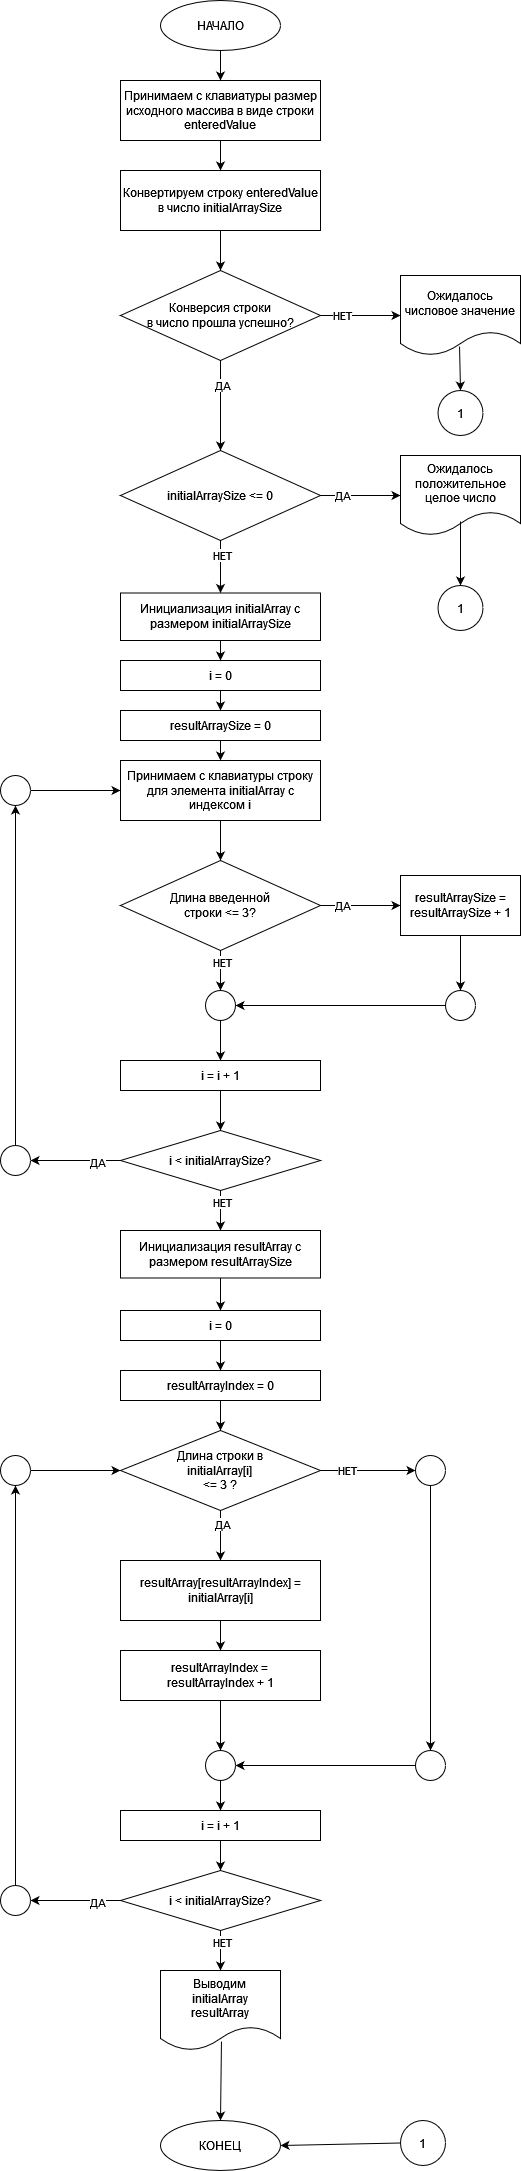 НАЧАЛО
Принимаем с клавиатуры размер
исходного массива в виде строки
enteredValue
Конвертируем строку enteredValue
в число initialArraySize
Конверсия строки
в число прошла успешно?
НЕТ
Ожидалось
числовое значение
1
ДА
initialArraySize <= 0
ДА
Ожидалось
положительное
целое число
1
НЕТ
Инициализация initialArray с
размером initialArraySize
i = 0
resultArraySize = 0
Принимаем с клавиатуры строку
для элемента initialArray с
индексом i
Длина введенной
строки <= 3?
ДА
resultArraySize =
resultArraySize + 1
НЕТ
i = i + 1
i < initialArraySize?
ДА
НЕТ
Инициализация resultArray с
размером resultArraySize
i = 0
resultArrayIndex = 0
Длина строки в
initialArray[i]
<= 3 ?
НЕТ
ДА
resultArray[resultArrayIndex] =
initialArray[i]
resultArrayIndex =
resultArrayIndex + 1
i = i + 1
i < initialArraySize?
ДА
НЕТ
Выводим
initialArray
resultArray
КОНЕЦ
1